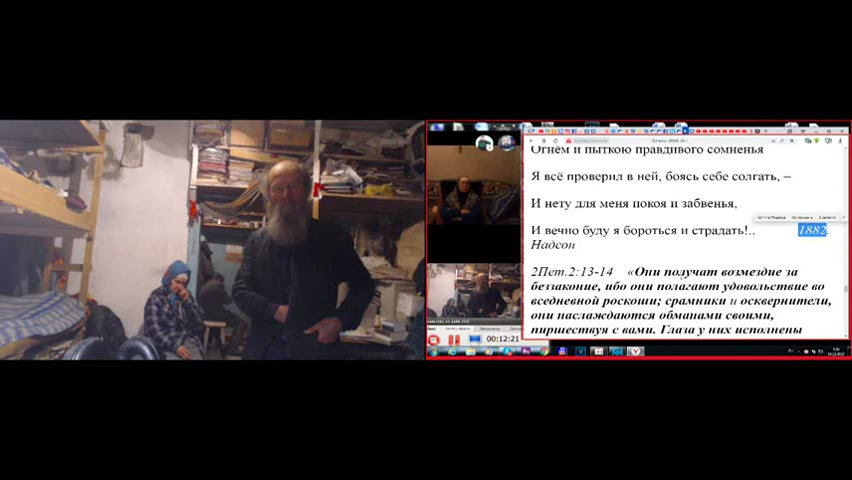 Огнём и пыткою правдивого сомненья
Я всё проверил в ней, боясь себе солгать, –
И нету для меня покоя и забвенья,
И вечно буду я бороться и страдать!.. 1882.
Надсон
2Пет.2:13-14 «Они получат возмездие за
беззаконие, ибо они полагают удовольствие во
вседневной роскоши; срамники и осквернители,
они наслаждаются обманами своими,
пиршествуя с вами. Глаза у них исполнены
00:12:21